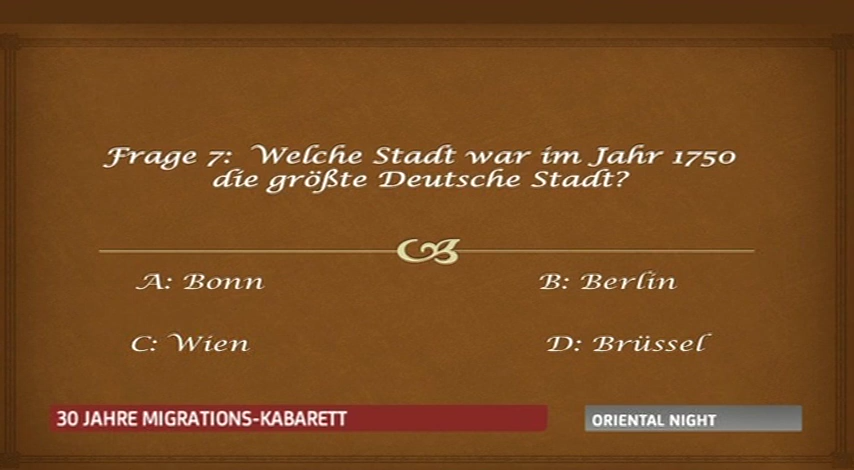 Frage 7: Welche Stadt war im Jahr 1750
die größte Deutsche Stadt?
A: Bonn
B: Berlin
C: Wien
D: Brüssel
30 JAHRE MIGRATIONS-KABARETT
ORIENTAL NIGHT